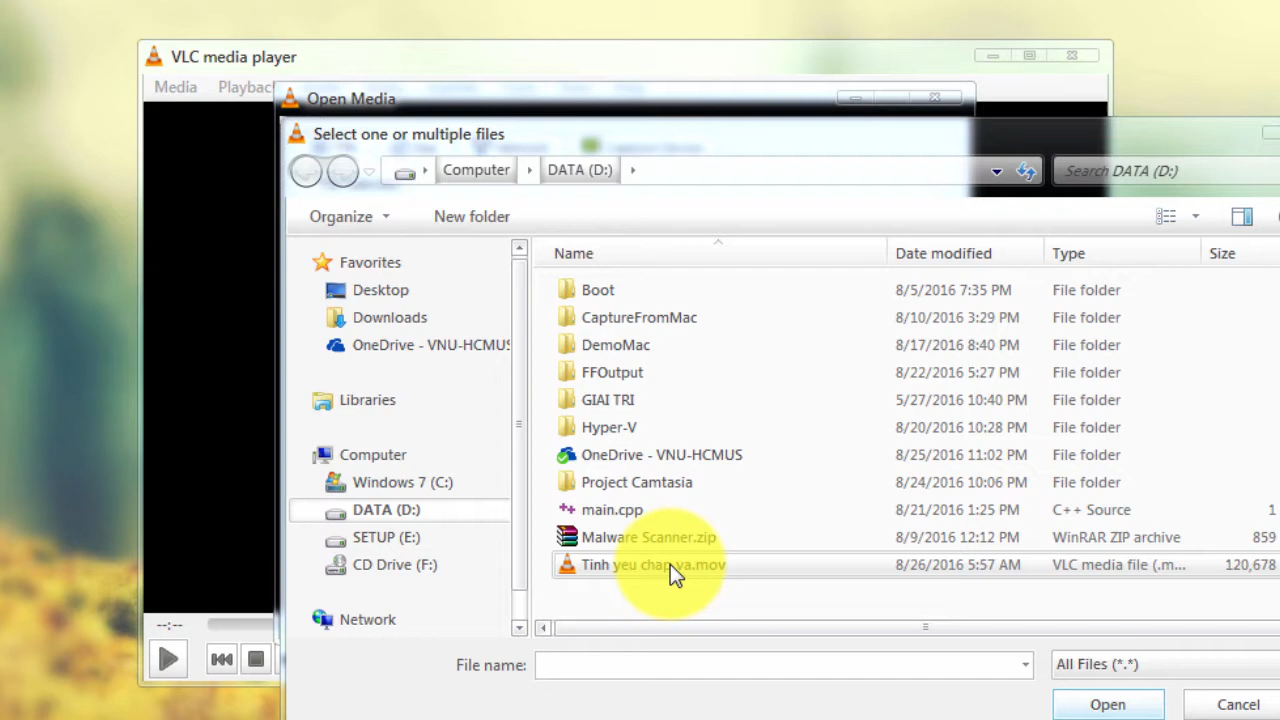 VLC media player
Media Playbac
Open Media
Select one or multiple files
Computer DATA (D:)
Search DATA (D:)
Organize New folder
Name Date modified Type Size
Favorites
Desktop
Downloads
OneDrive - VNU-HCMUS
Libraries
Computer
Windows 7 (C:)
DATA (D:)
SETUP (E:)
CD Drive (F:)
Network
Boot 8/5/2016 7:35 PM File folder
CaptureFromMac 8/10/2016 3:29 PM File folder
DemoMac 8/17/2016 8:40 PM File folder
FFOutput 8/22/2016 5:27 PM File folder
GIAI TRI 5/27/2016 10:40 PM File folder
Hyper-V 8/20/2016 10:28 PM File folder
OneDrive - VNU-HCMUS 8/25/2016 11:02 PM File folder
Project Camtasia 8/24/2016 10:06 PM File folder
main.cpp 8/21/2016 1:25 PM C++ Source 1
Malware Scanner.zip 8/9/2016 12:12 PM WinRAR ZIP archive 859
Tinh yeu chap va.mov 8/26/2016 5:57 AM VLC media file (.m... 120,678
--:--
File name: All Files (*.*)
Open Cancel